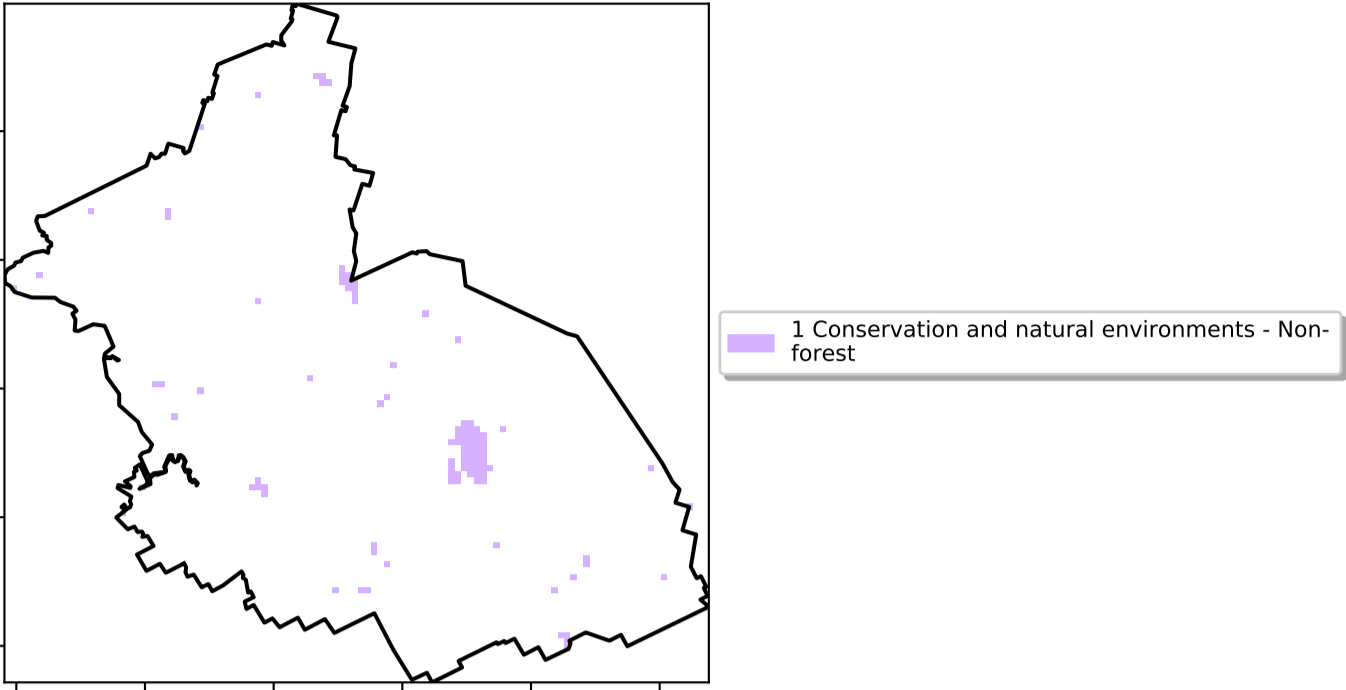 1 Conservation and natural environments - Non-
forest